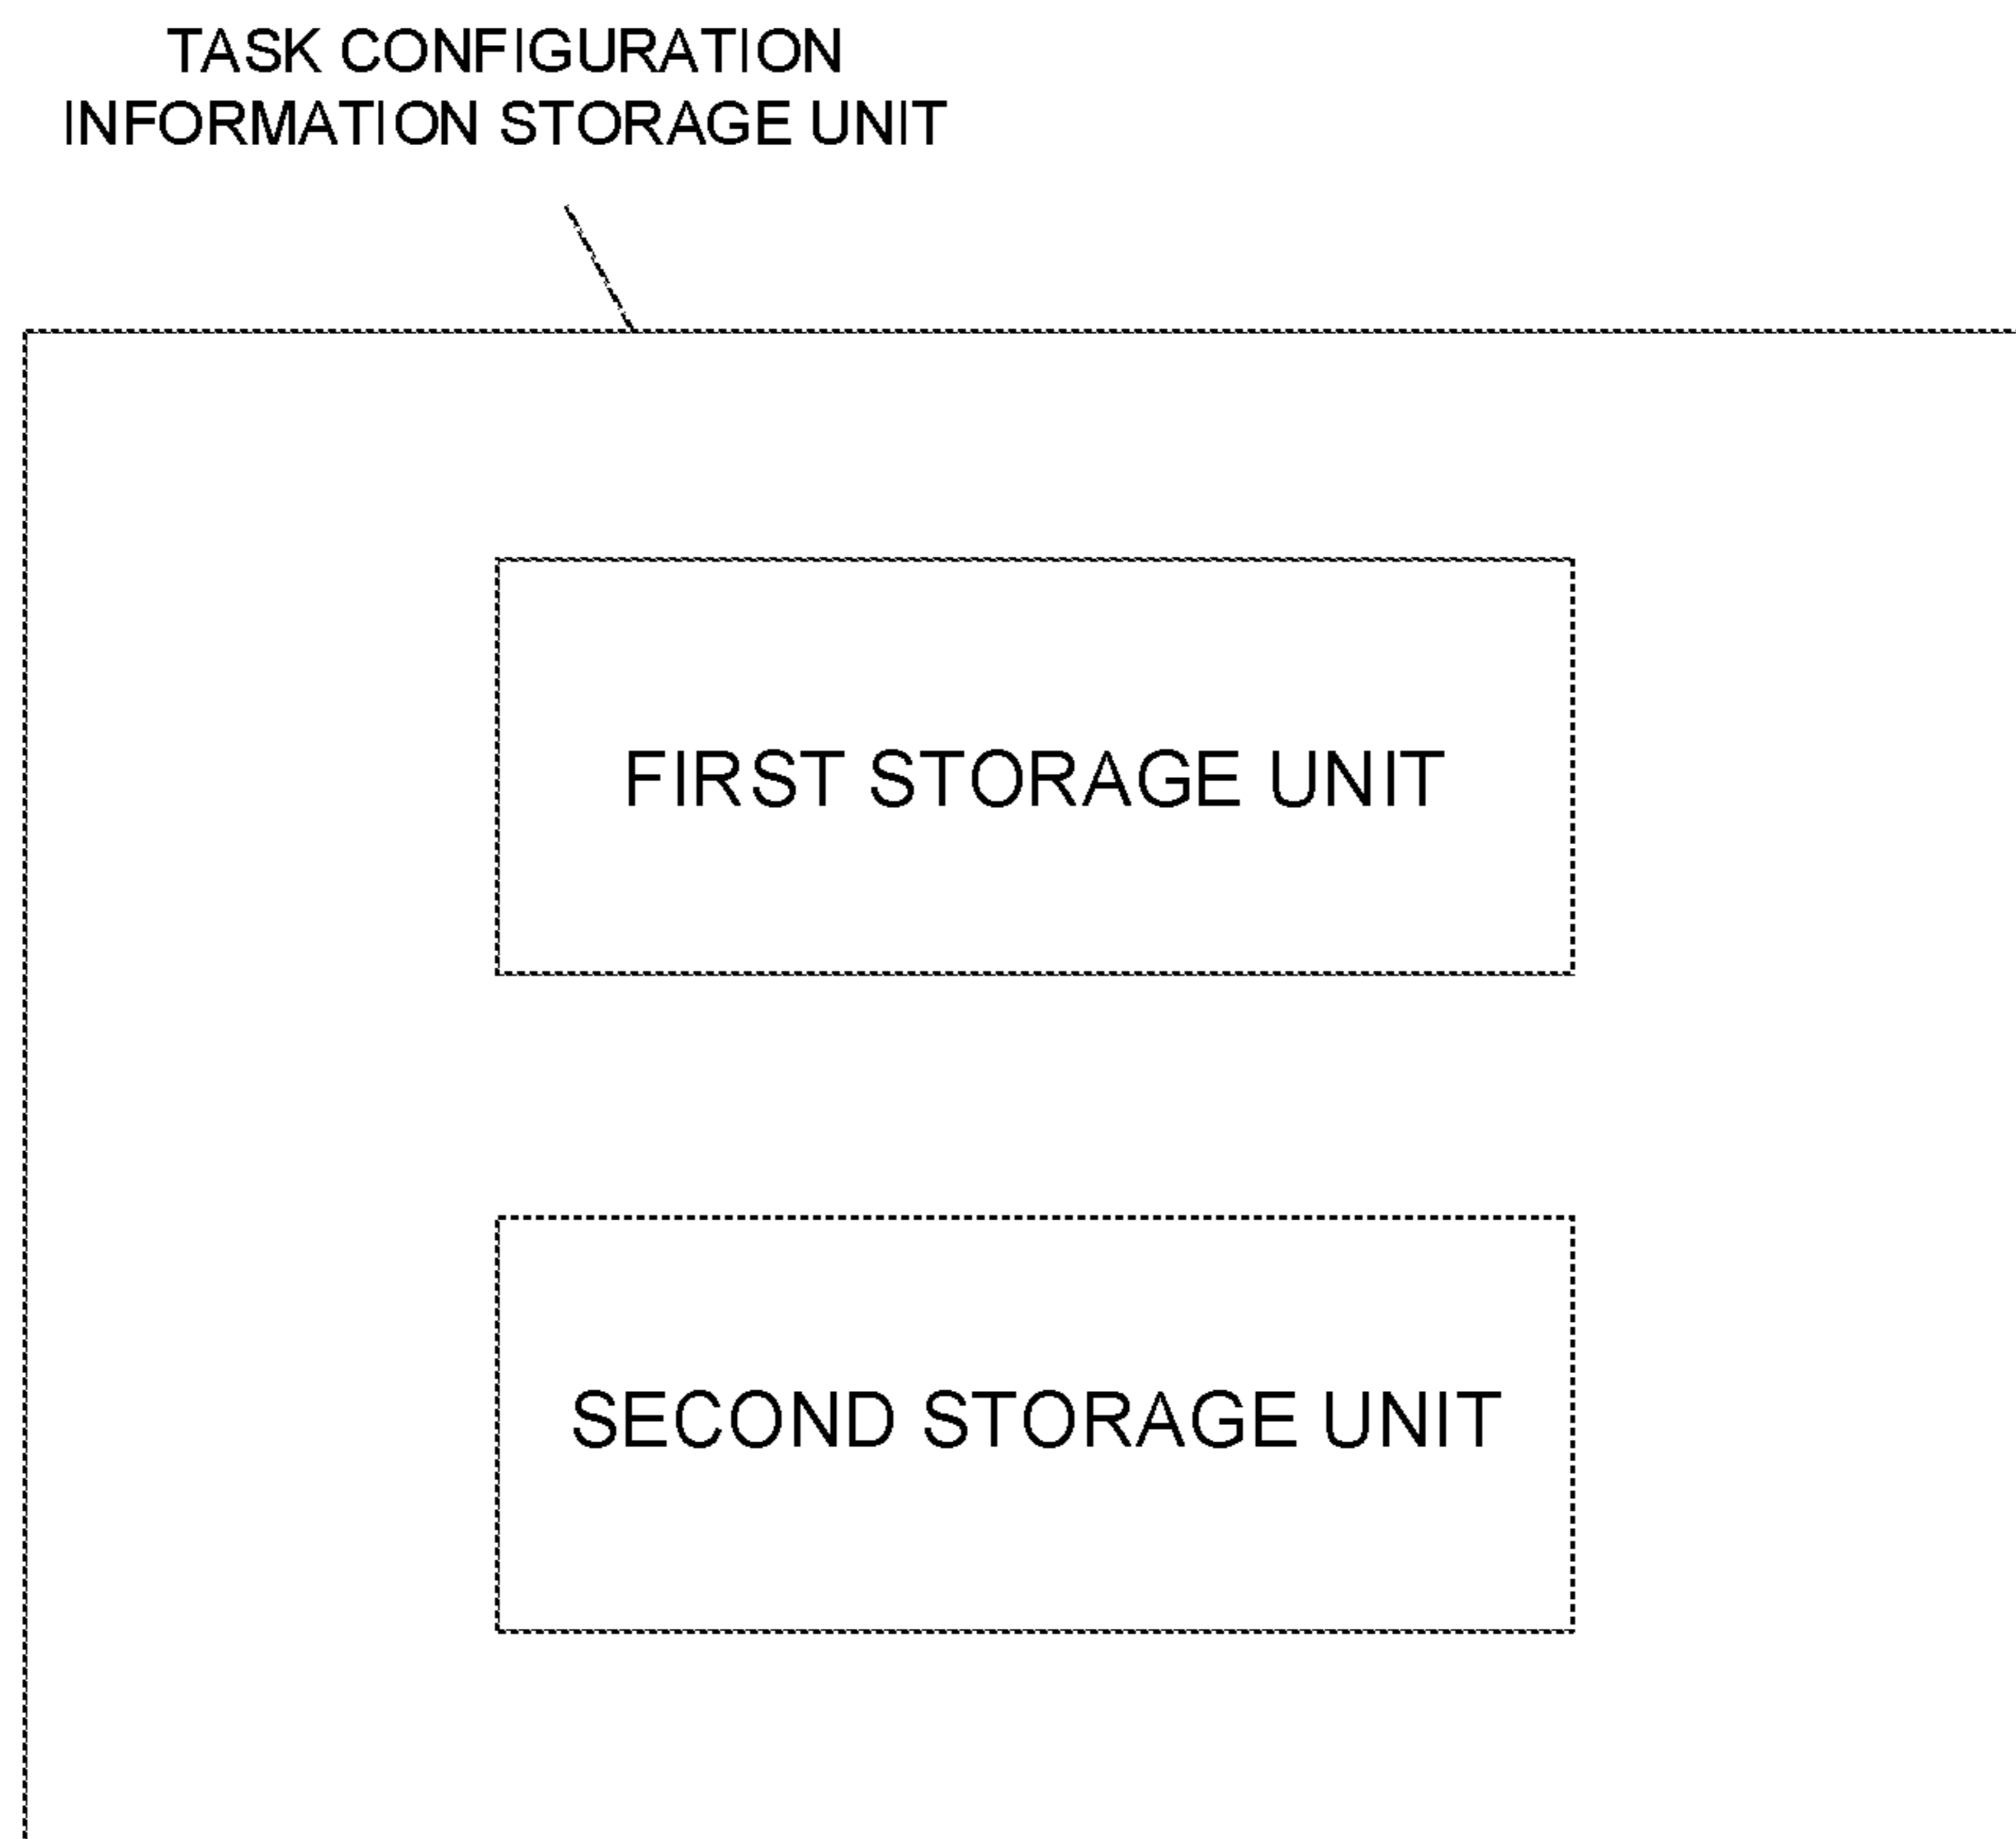 TASK CONFIGURATION
INFORMATION STORAGE UNIT
FIRST STORAGE UNIT
SECOND STORAGE UNIT